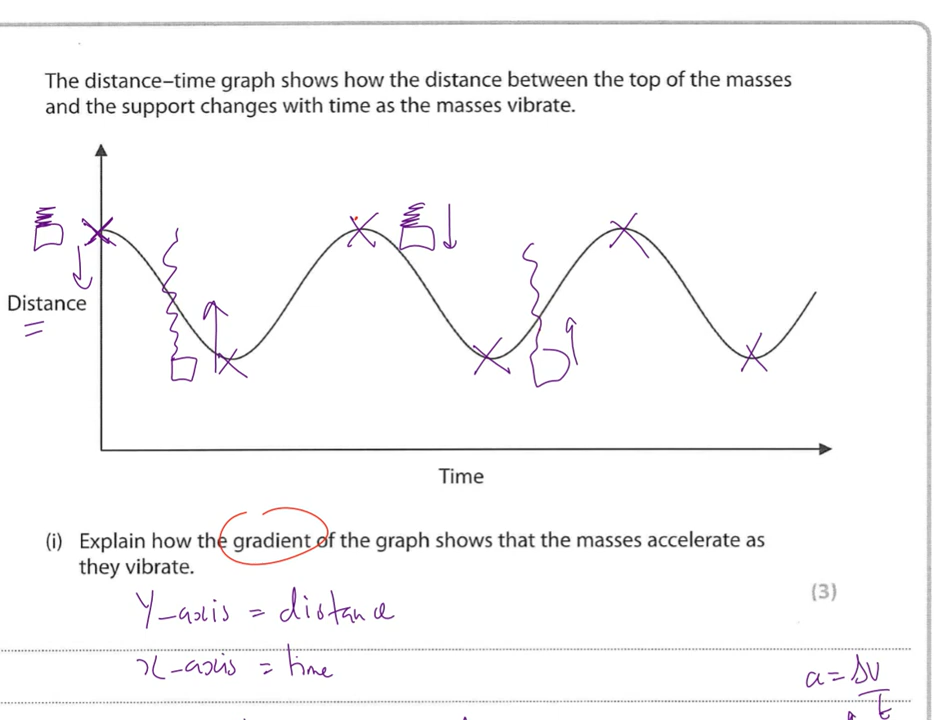 The distance–time graph shows how the distance between the top of the masses
and the support changes with time as the masses vibrate.
Distance
Time
(i) Explain how the gradient of the graph shows that the masses accelerate as
they vibrate.
(3)
Y-axis = distance
x-axis = time
a = ΔV
t